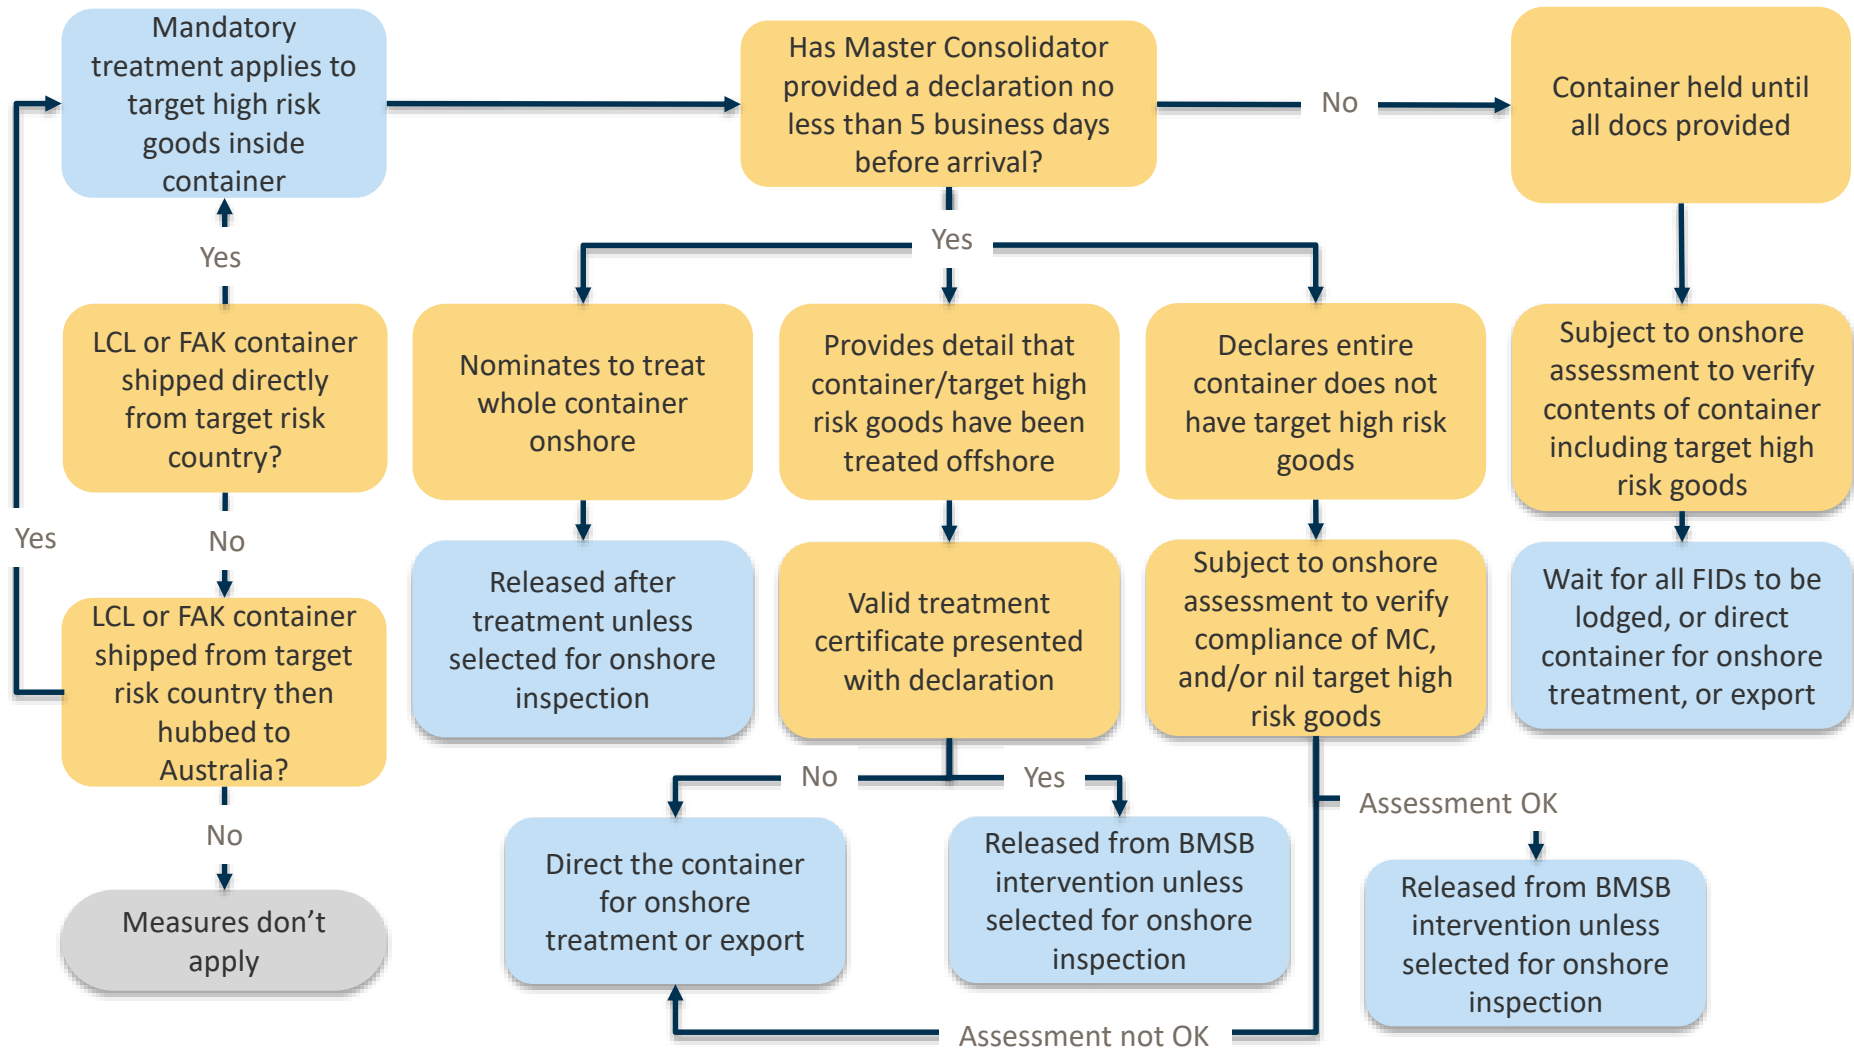 Mandatory
treatment applies to
target high risk
goods inside
container
Has Master Consolidator
provided a declaration no
less than 5 business days
before arrival?
No
Container held until
all docs provided
Yes
Yes
LCL or FAK container
shipped directly
from target risk
country?
Nominates to treat
whole container
onshore
Provides detail that
container/target high
risk goods have been
treated offshore
Declares entire
container does not
have target high risk
goods
Subject to onshore
assessment to verify
contents of container
including target high
risk goods
Yes
No
LCL or FAK container
shipped from target
risk country then
hubbed to
Australia?
Released after
treatment unless
selected for onshore
inspection
Valid treatment
certificate presented
with declaration
Subject to onshore
assessment to verify
compliance of MC,
and/or nil target high
risk goods
Wait for all FIDs to be
lodged, or direct
container for onshore
treatment, or export
No
Yes
Assessment OK
No
Measures don’t
apply
Direct the container
for onshore
treatment or export
Released from BMSB
intervention unless
selected for onshore
inspection
Released from BMSB
intervention unless
selected for onshore
inspection
Assessment not OK